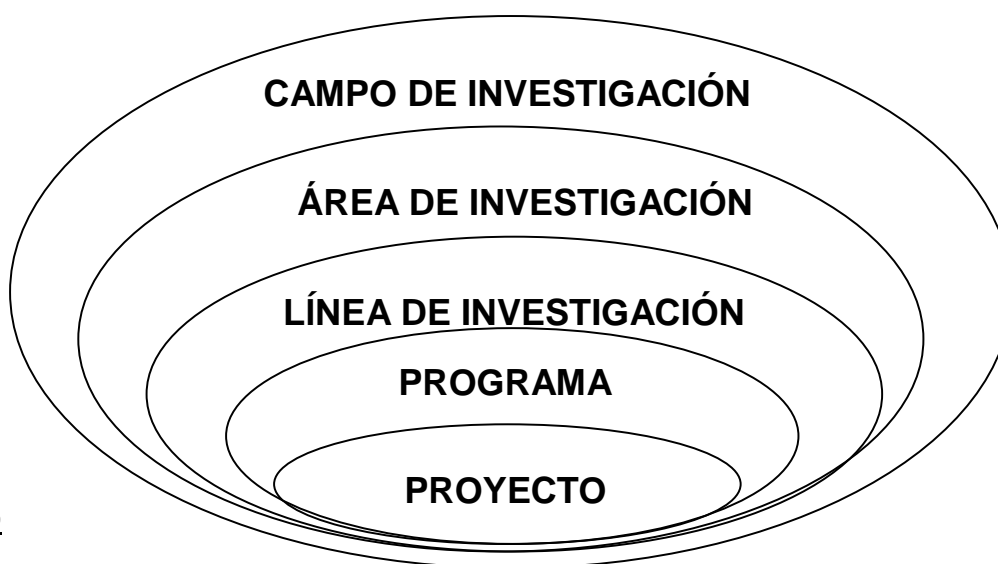 CAMPO DE INVESTIGACIÓN
ÁREA DE INVESTIGACIÓN
LÍNEA DE INVESTIGACIÓN
PROGRAMA
PROYECTO